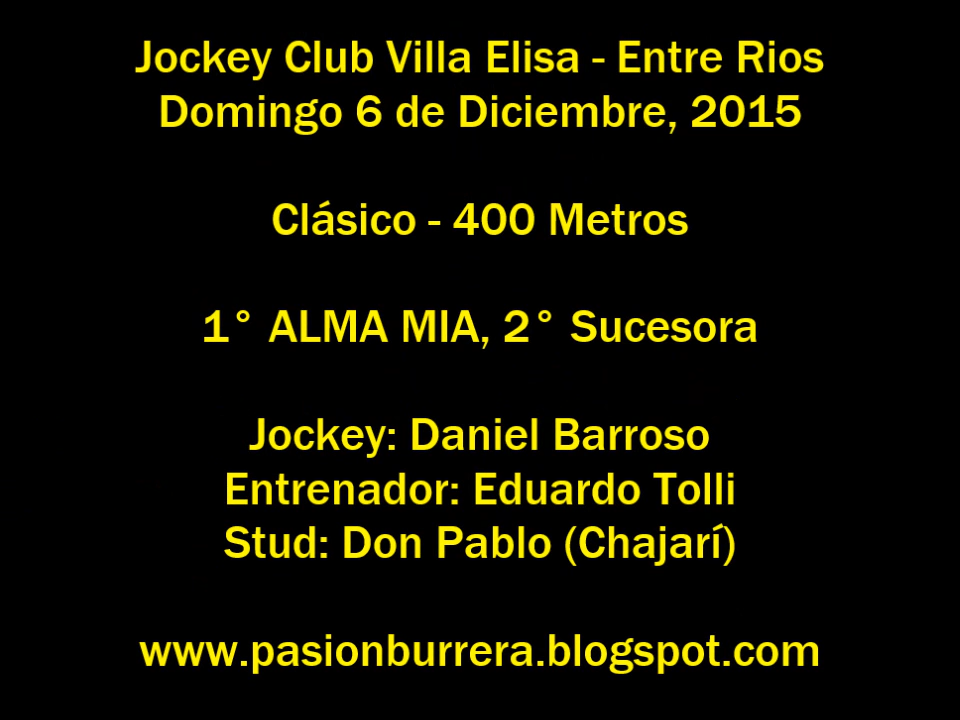 Jockey Club Villa Elisa - Entre Rios
Domingo 6 de Diciembre, 2015
Clásico - 400 Metros
1° ALMA MIA, 2° Sucesora
Jockey: Daniel Barroso
Entrenador: Eduardo Tolli
Stud: Don Pablo (Chajarí)
www.pasionburrera.blogspot.com